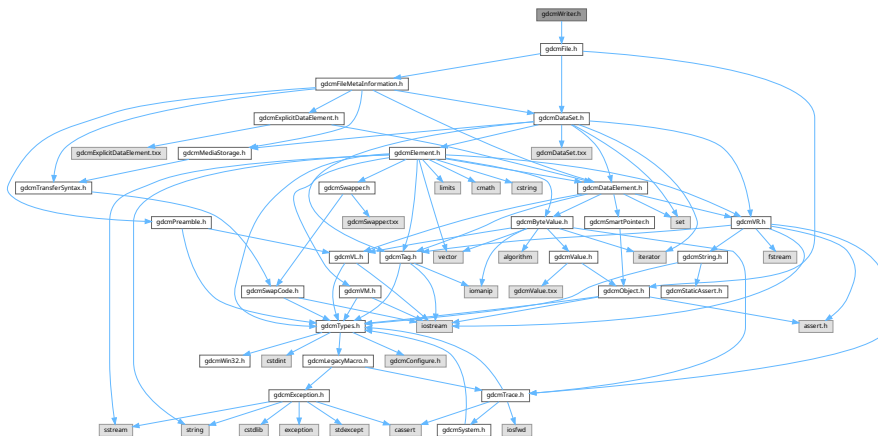 gdcmWriter.h
gdcmFile.h
gdcmFileMetaInformation.h
gdcmExplicitDataElement.h
gdcmDataSet.h
gdcmExplicitDataElement.txx
gdcmMediaStorage.h
gdcmElement.h
gdcmDataSet.txx
gdcmTransferSyntax.h
gdcmSwapper.h
limits
cmath
cstring
gdcmDataElement.h
gdcmPreamble.h
gdcmSwapper.txx
gdcmByteValue.h
gdcmSmartPointer.h
set
gdcmVR.h
gdcmVL.h
gdcmTag.h
vector
algorithm
gdcmValue.h
iterator
gdcmString.h
fstream
gdcmSwapCode.h
gdcmVM.h
iomanip
gdcmValue.txx
gdcmObject.h
gdcmStaticAssert.h
gdcmTypes.h
iostream
assert.h
gdcmWin32.h
cstdint
gdcmLegacyMacro.h
gdcmConfigure.h
gdcmException.h
gdcmTrace.h
sstream
string
cstdlib
exception
stdexcept
cassert
gdcmSystem.h
iosfwd